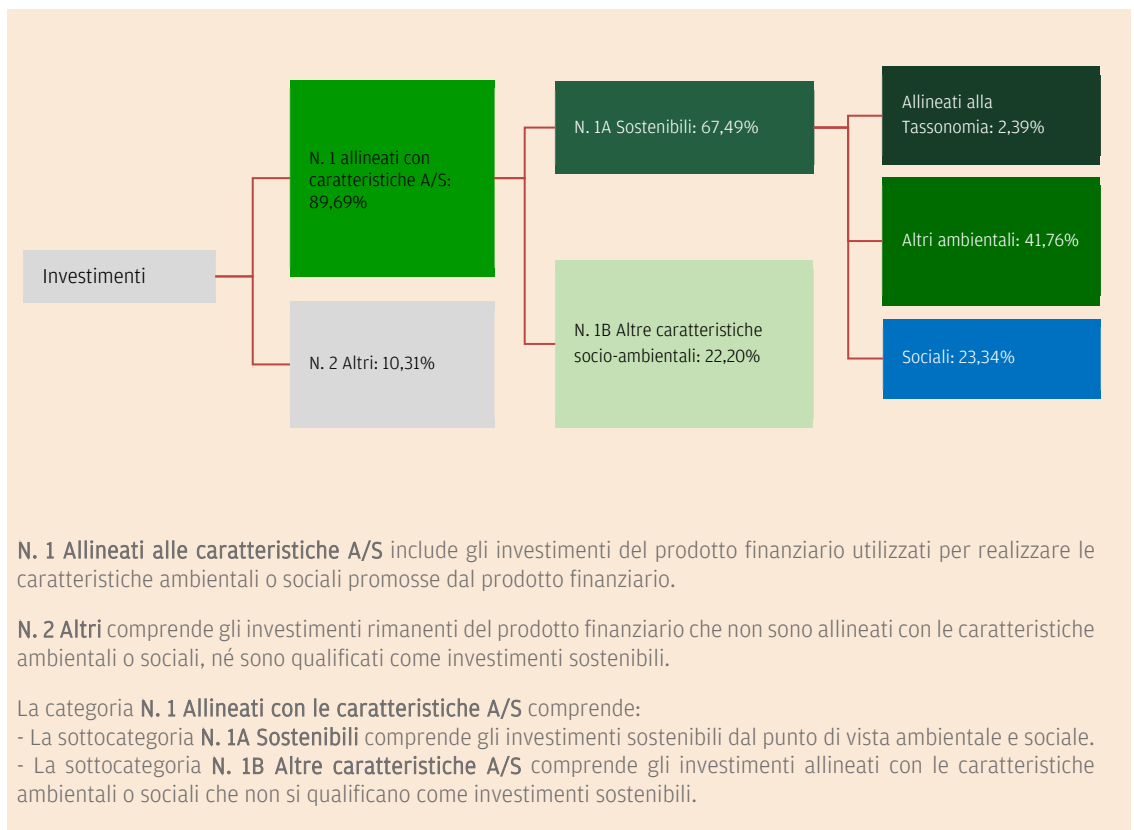 Investimenti
N. 1 allineati con
caratteristiche A/S:
89,69%
N. 2 Altri: 10,31%
N. 1A Sostenibili: 67,49%
N. 1B Altre caratteristiche
socio-ambientali: 22,20%
Allineati alla
Tassonomia: 2,39%
Altri ambientali: 41,76%
Sociali: 23,34%
N. 1 Allineati alle caratteristiche A/S include gli investimenti del prodotto finanziario utilizzati per realizzare le
caratteristiche ambientali o sociali promosse dal prodotto finanziario.
N. 2 Altri comprende gli investimenti rimanenti del prodotto finanziario che non sono allineati con le caratteristiche
ambientali o sociali, né sono qualificati come investimenti sostenibili.
La categoria N. 1 Allineati con le caratteristiche A/S comprende:
- La sottocategoria N. 1A Sostenibili comprende gli investimenti sostenibili dal punto di vista ambientale e sociale.
- La sottocategoria N. 1B Altre caratteristiche A/S comprende gli investimenti allineati con le caratteristiche
ambientali o sociali che non si qualificano come investimenti sostenibili.